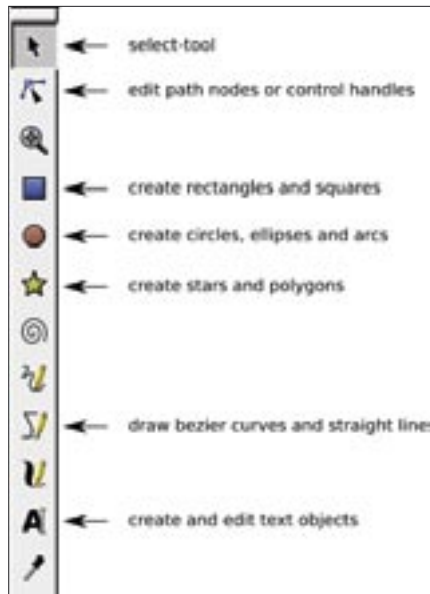 select-tool
edit path nodes or control handles
create rectangles and squares
create circles, ellipses and arcs
create stars and polygons
draw bezier curves and straight lines
create and edit text objects